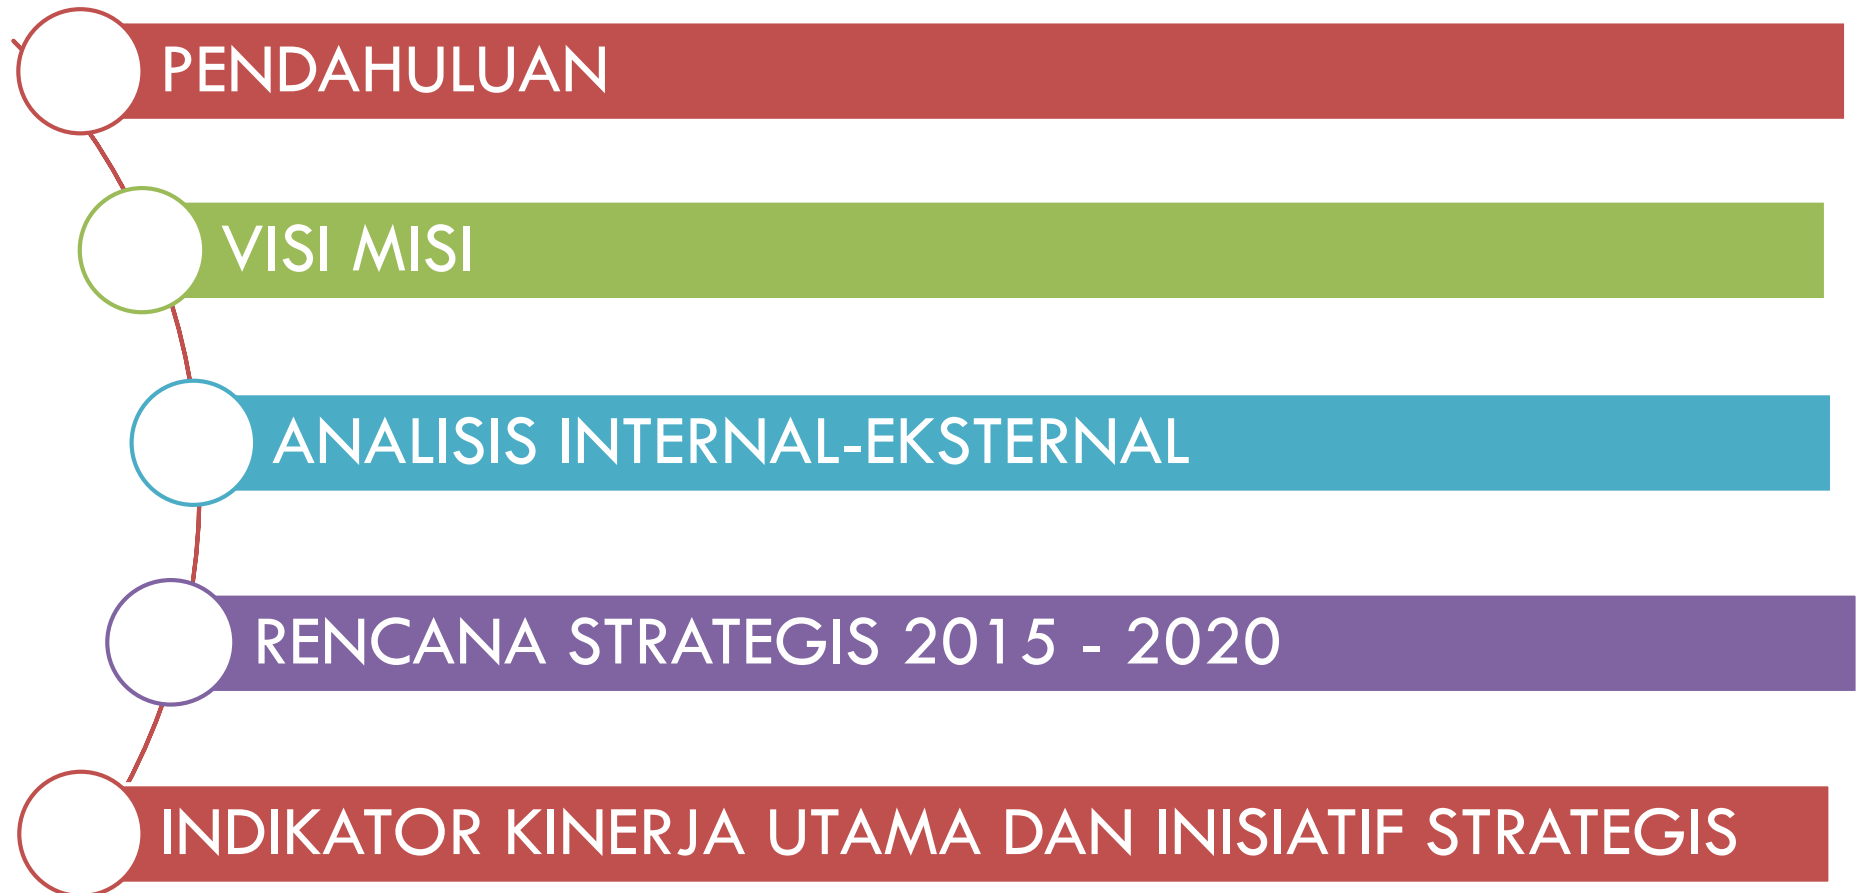 PENDAHULUAN
VISI MISI
ANALISIS INTERNAL-EKSTERNAL
RENCANA STRATEGIS 2015 - 2020
INDIKATOR KINERJA UTAMA DAN INISIATIF STRATEGIS